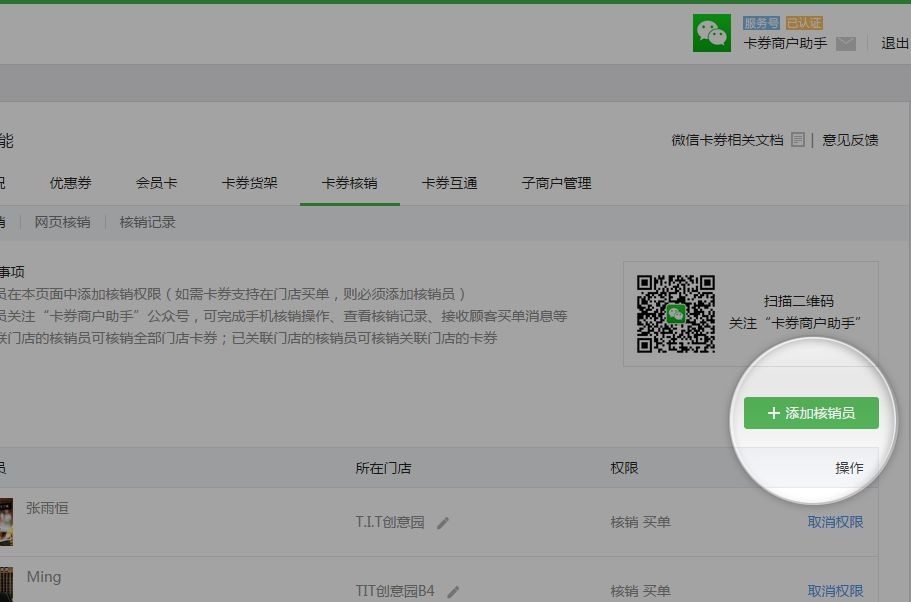 服务号 已认证
卡券商户助手 退出
能
微信卡券相关文档 | 意见反馈
优惠券 会员卡 卡券货架 卡券核销 卡券互通 子商户管理
销 网页核销 核销记录
事项
员在本页面中添加核销权限（如需卡券支持在门店买单，则必须添加核销员）
员关注“卡券商户助手”公众号，可完成手机核销操作、查看核销记录、接收顾客买单消息等
联门店的核销员可核销全部门店卡券；已关联门店的核销员可核销关联门店的卡券
扫描二维码
关注“卡券商户助手”
+ 添加核销员
员 所在门店 权限 操作
张雨恒 T.I.T创意园 核销 买单 取消权限
Ming TIT创意园B4 核销 买单 取消权限